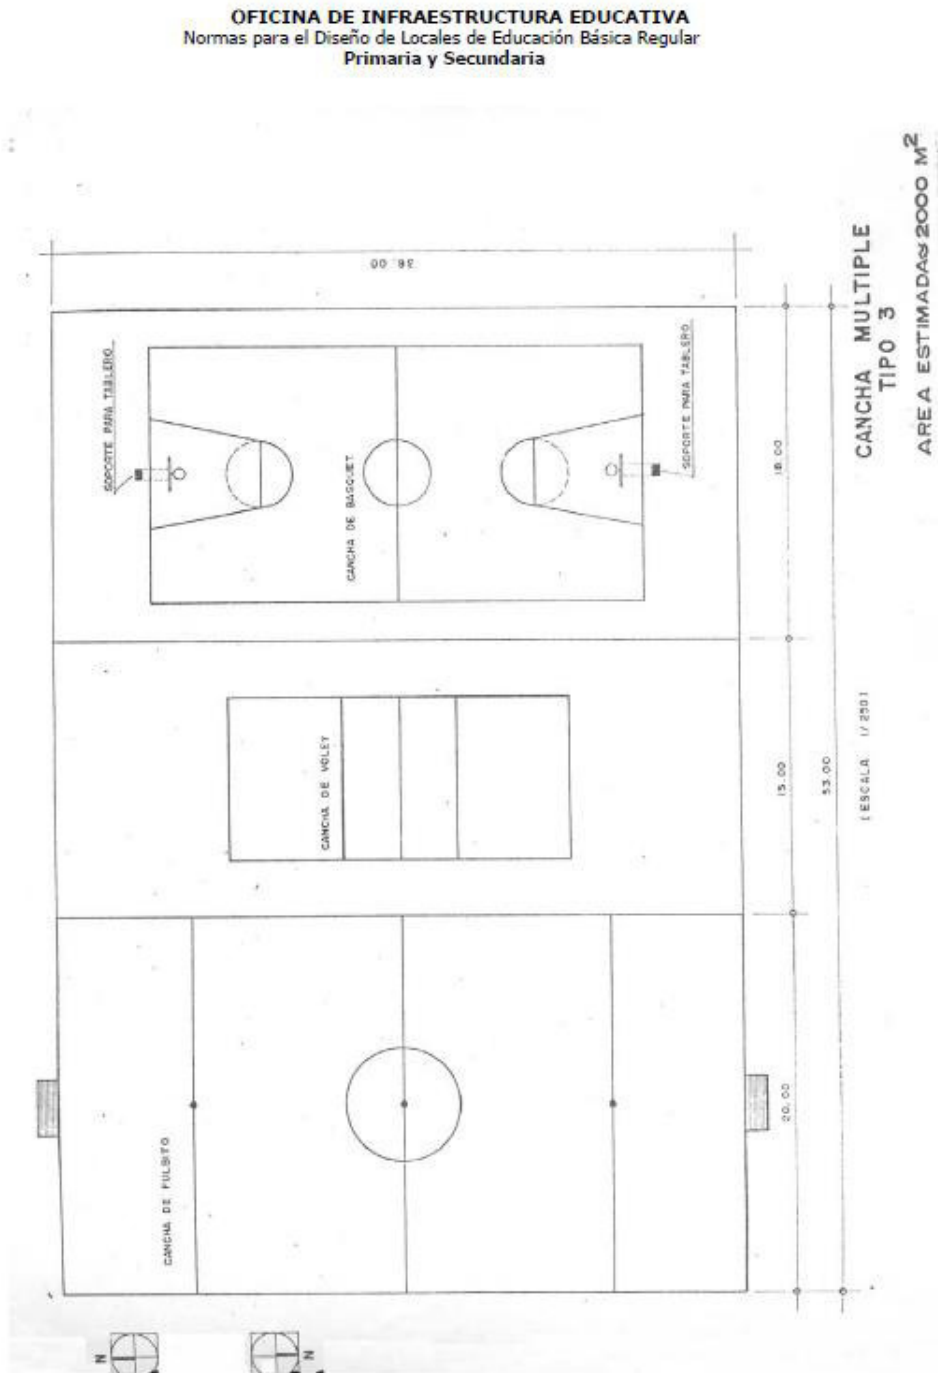 OFICINA DE INFRAESTRUCTURA EDUCATIVA
Normas para el Diseño de Locales de Educación Básica Regular
Primaria y Secundaria
36.00
SOPORTE PARA TABLERO
CANCHA DE BASQUET
SOPORTE PARA TABLERO
18.00
CANCHA MULTIPLE
TIPO 3
AREA ESTIMADA≈2000 M²
CANCHA DE VOLEY
15.00
53.00
(ESCALA 1/250)
CANCHA DE FULBITO
20.00
N
N